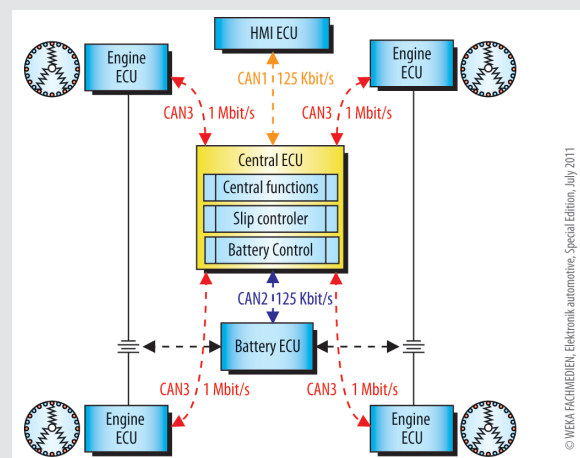 HMI ECU
Engine
ECU
Engine
ECU
CAN1 125 Kbit/s
CAN3 1 Mbit/s
CAN3 1 Mbit/s
Central ECU
Central functions
Slip controler
Battery Control
CAN2 125 Kbit/s
Battery ECU
CAN3 1 Mbit/s
CAN3 1 Mbit/s
Engine
ECU
Engine
ECU
© WEKA FACHMEDIEN, Elektronik automotive, Special Edition, July 2011